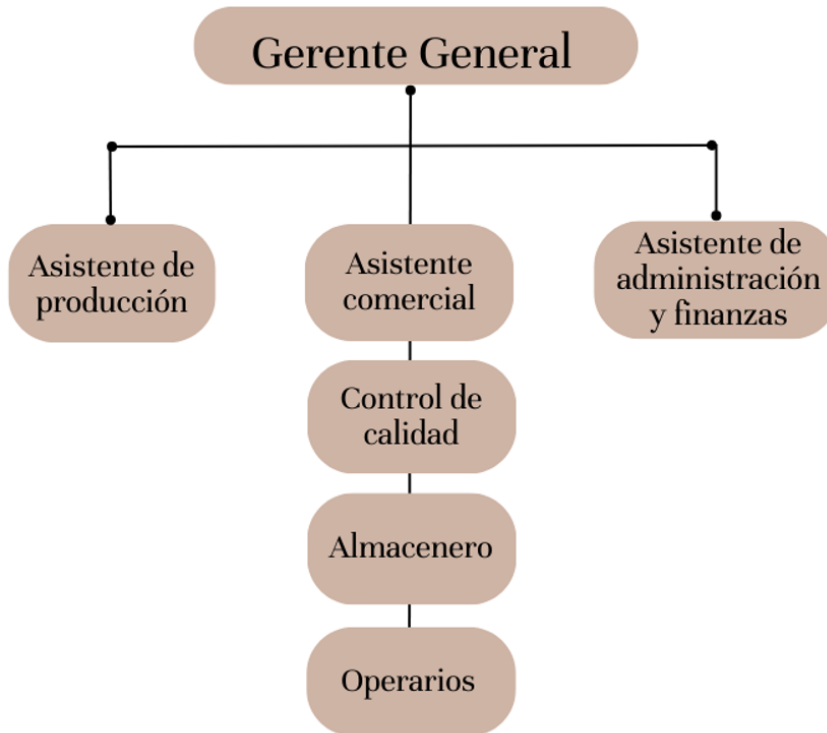 Gerente General
Asistente de
producción
Asistente
comercial
Asistente de
administración
y finanzas
Control de
calidad
Almacenero
Operarios